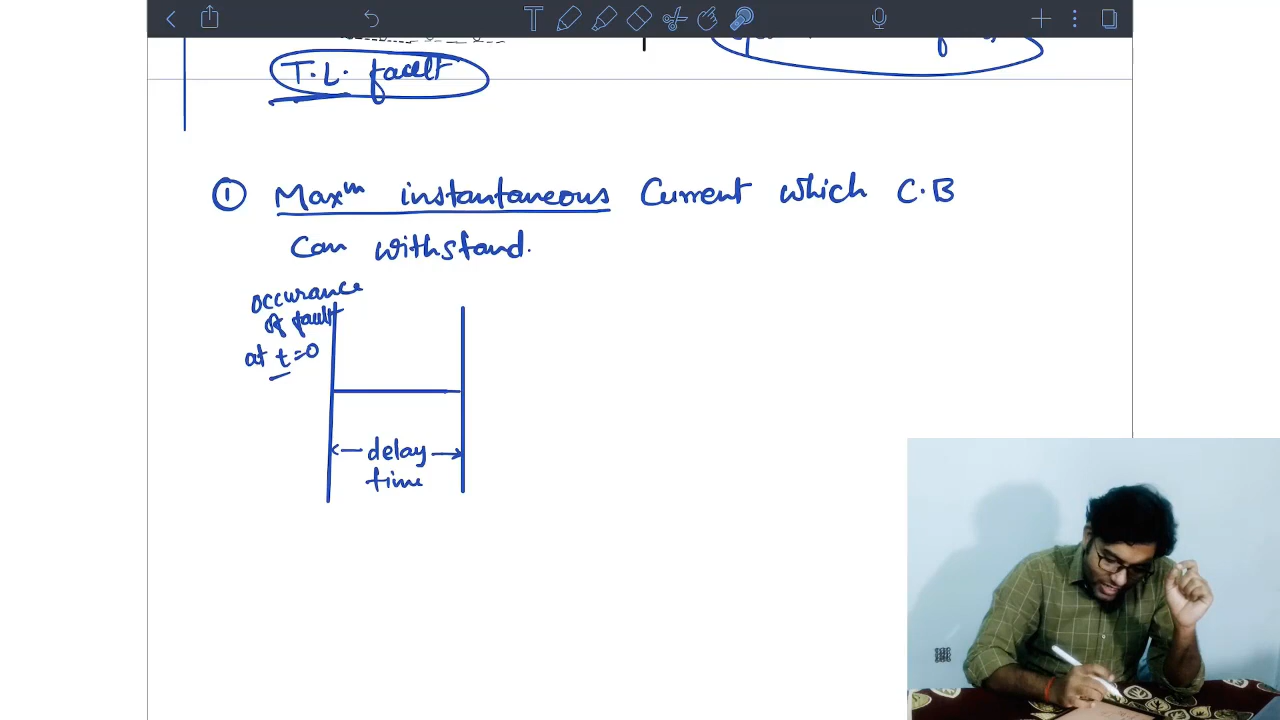 T.L. fault
① Maxᵐ instantaneous Current which C.B
Can withstand.
occurance
of fault
at t=0
delay
time